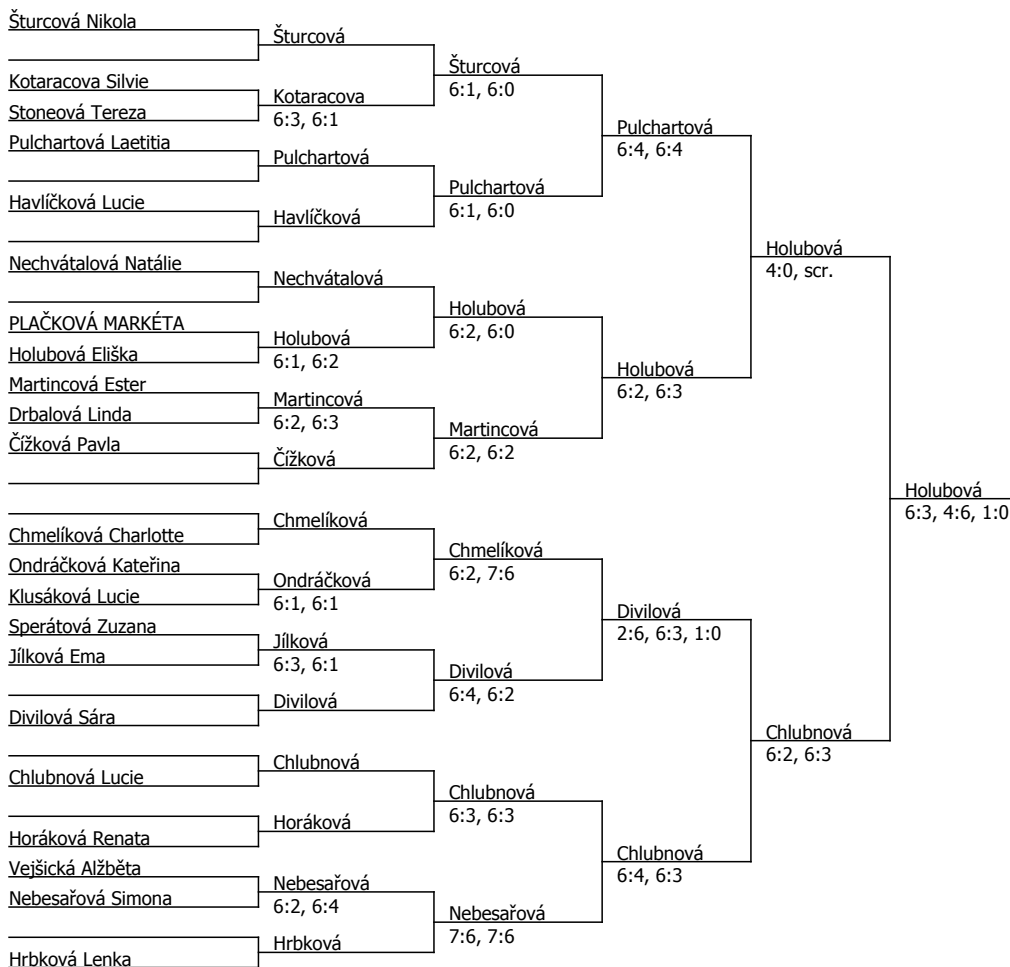 Šturcová Nikola
Kotaracova Silvie
Stoneová Tereza
Pulchartová Laetitia
Havlíčková Lucie
Nechvátalová Natálie
PLAČKOVÁ MARKÉTA
Holubová Eliška
Martincová Ester
Drbalová Linda
Čížková Pavla
Chmelíková Charlotte
Ondráčková Kateřina
Klusáková Lucie
Sperátová Zuzana
Jílková Ema
Divilová Sára
Chlubnová Lucie
Horáková Renata
Vejšická Alžběta
Nebesařová Simona
Hrbková Lenka
Šturcová
Kotaracova
6:3, 6:1
Pulchartová
Havlíčková
Nechvátalová
Holubová
6:1, 6:2
Martincová
6:2, 6:3
Čížková
Chmelíková
Ondráčková
6:1, 6:1
Jílková
6:3, 6:1
Divilová
Chlubnová
Horáková
Nebesařová
6:2, 6:4
Hrbková
Šturcová
6:1, 6:0
Pulchartová
6:1, 6:0
Holubová
6:2, 6:0
Martincová
6:2, 6:2
Chmelíková
6:2, 7:6
Divilová
6:4, 6:2
Chlubnová
6:3, 6:3
Nebesařová
7:6, 7:6
Pulchartová
6:4, 6:4
Holubová
6:2, 6:3
Divilová
2:6, 6:3, 1:0
Chlubnová
6:4, 6:3
Holubová
4:0, scr.
Chlubnová
6:2, 6:3
Holubová
6:3, 4:6, 1:0